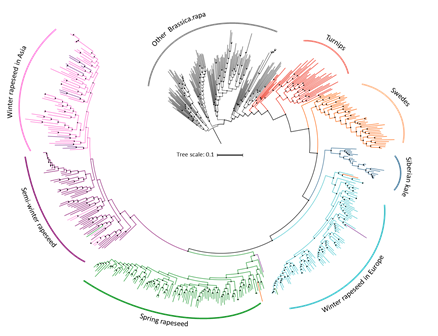 Other Brassica.rapa
Turnips
Swedes
Siberian kale
Winter rapeseed in Europe
Spring rapeseed
Semi-winter rapeseed
Winter rapeseed in Asia
Tree scale: 0.1